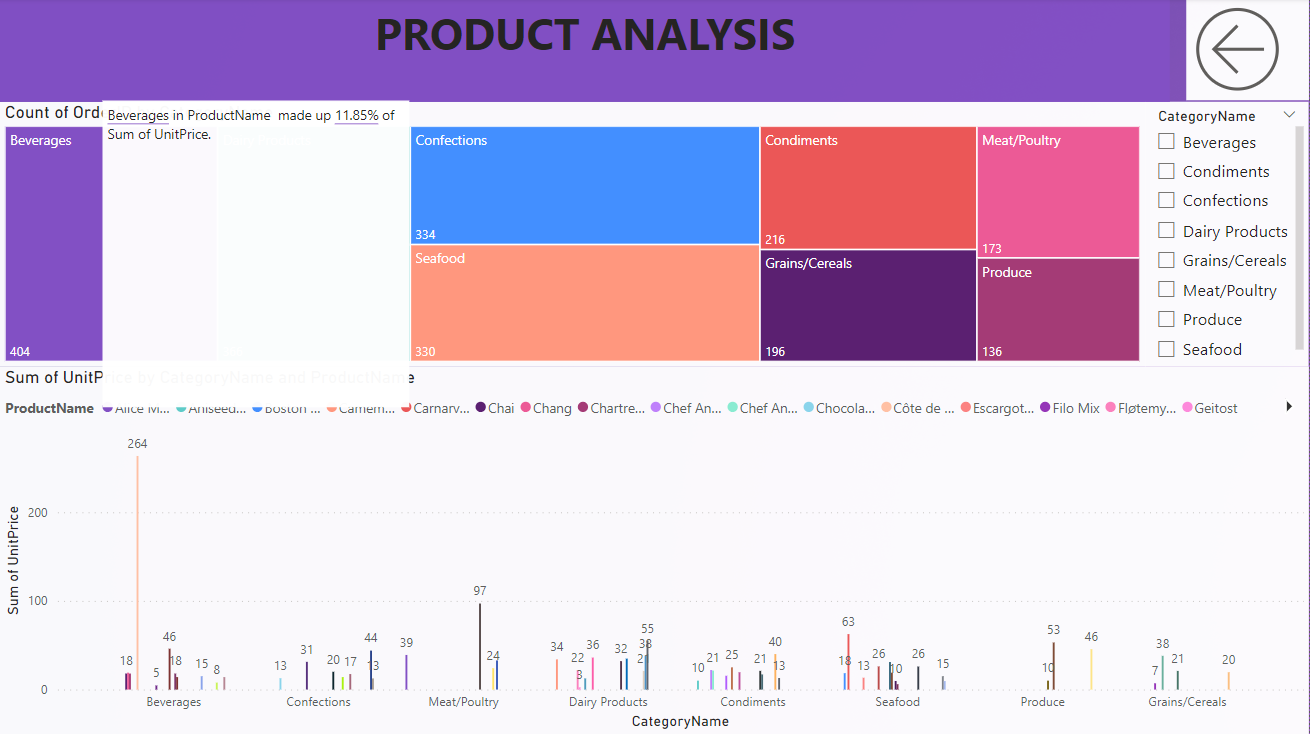 PRODUCT ANALYSIS
Count of Ord
Beverages in ProductName made up 11.85% of
Sum of UnitPrice.
Beverages
404
Confections
334
Seafood
330
Condiments
216
Grains/Cereals
196
Meat/Poultry
173
Produce
136
CategoryName
Beverages
Condiments
Confections
Dairy Products
Grains/Cereals
Meat/Poultry
Produce
Seafood
Sum of UnitPrice by CategoryName and ProductName
ProductName Alice M... Aniseed... Boston ... Camem... Carnarv... Chai Chang Chartre... Chef An... Chef An... Chocola... Côte de ... Escargot... Filo Mix Fløtemy... Geitost
Sum of UnitPrice
200
100
0
18 264 5 46 18 15 8
13 31 20 17 44 13 39
97 24
34 22 3 36 32 38 55
10 21 25 21 40 13
18 63 13 26 10 26 15
10 53 46
7 38 21 20
Beverages Confections Meat/Poultry Dairy Products Condiments Seafood Produce Grains/Cereals
CategoryName